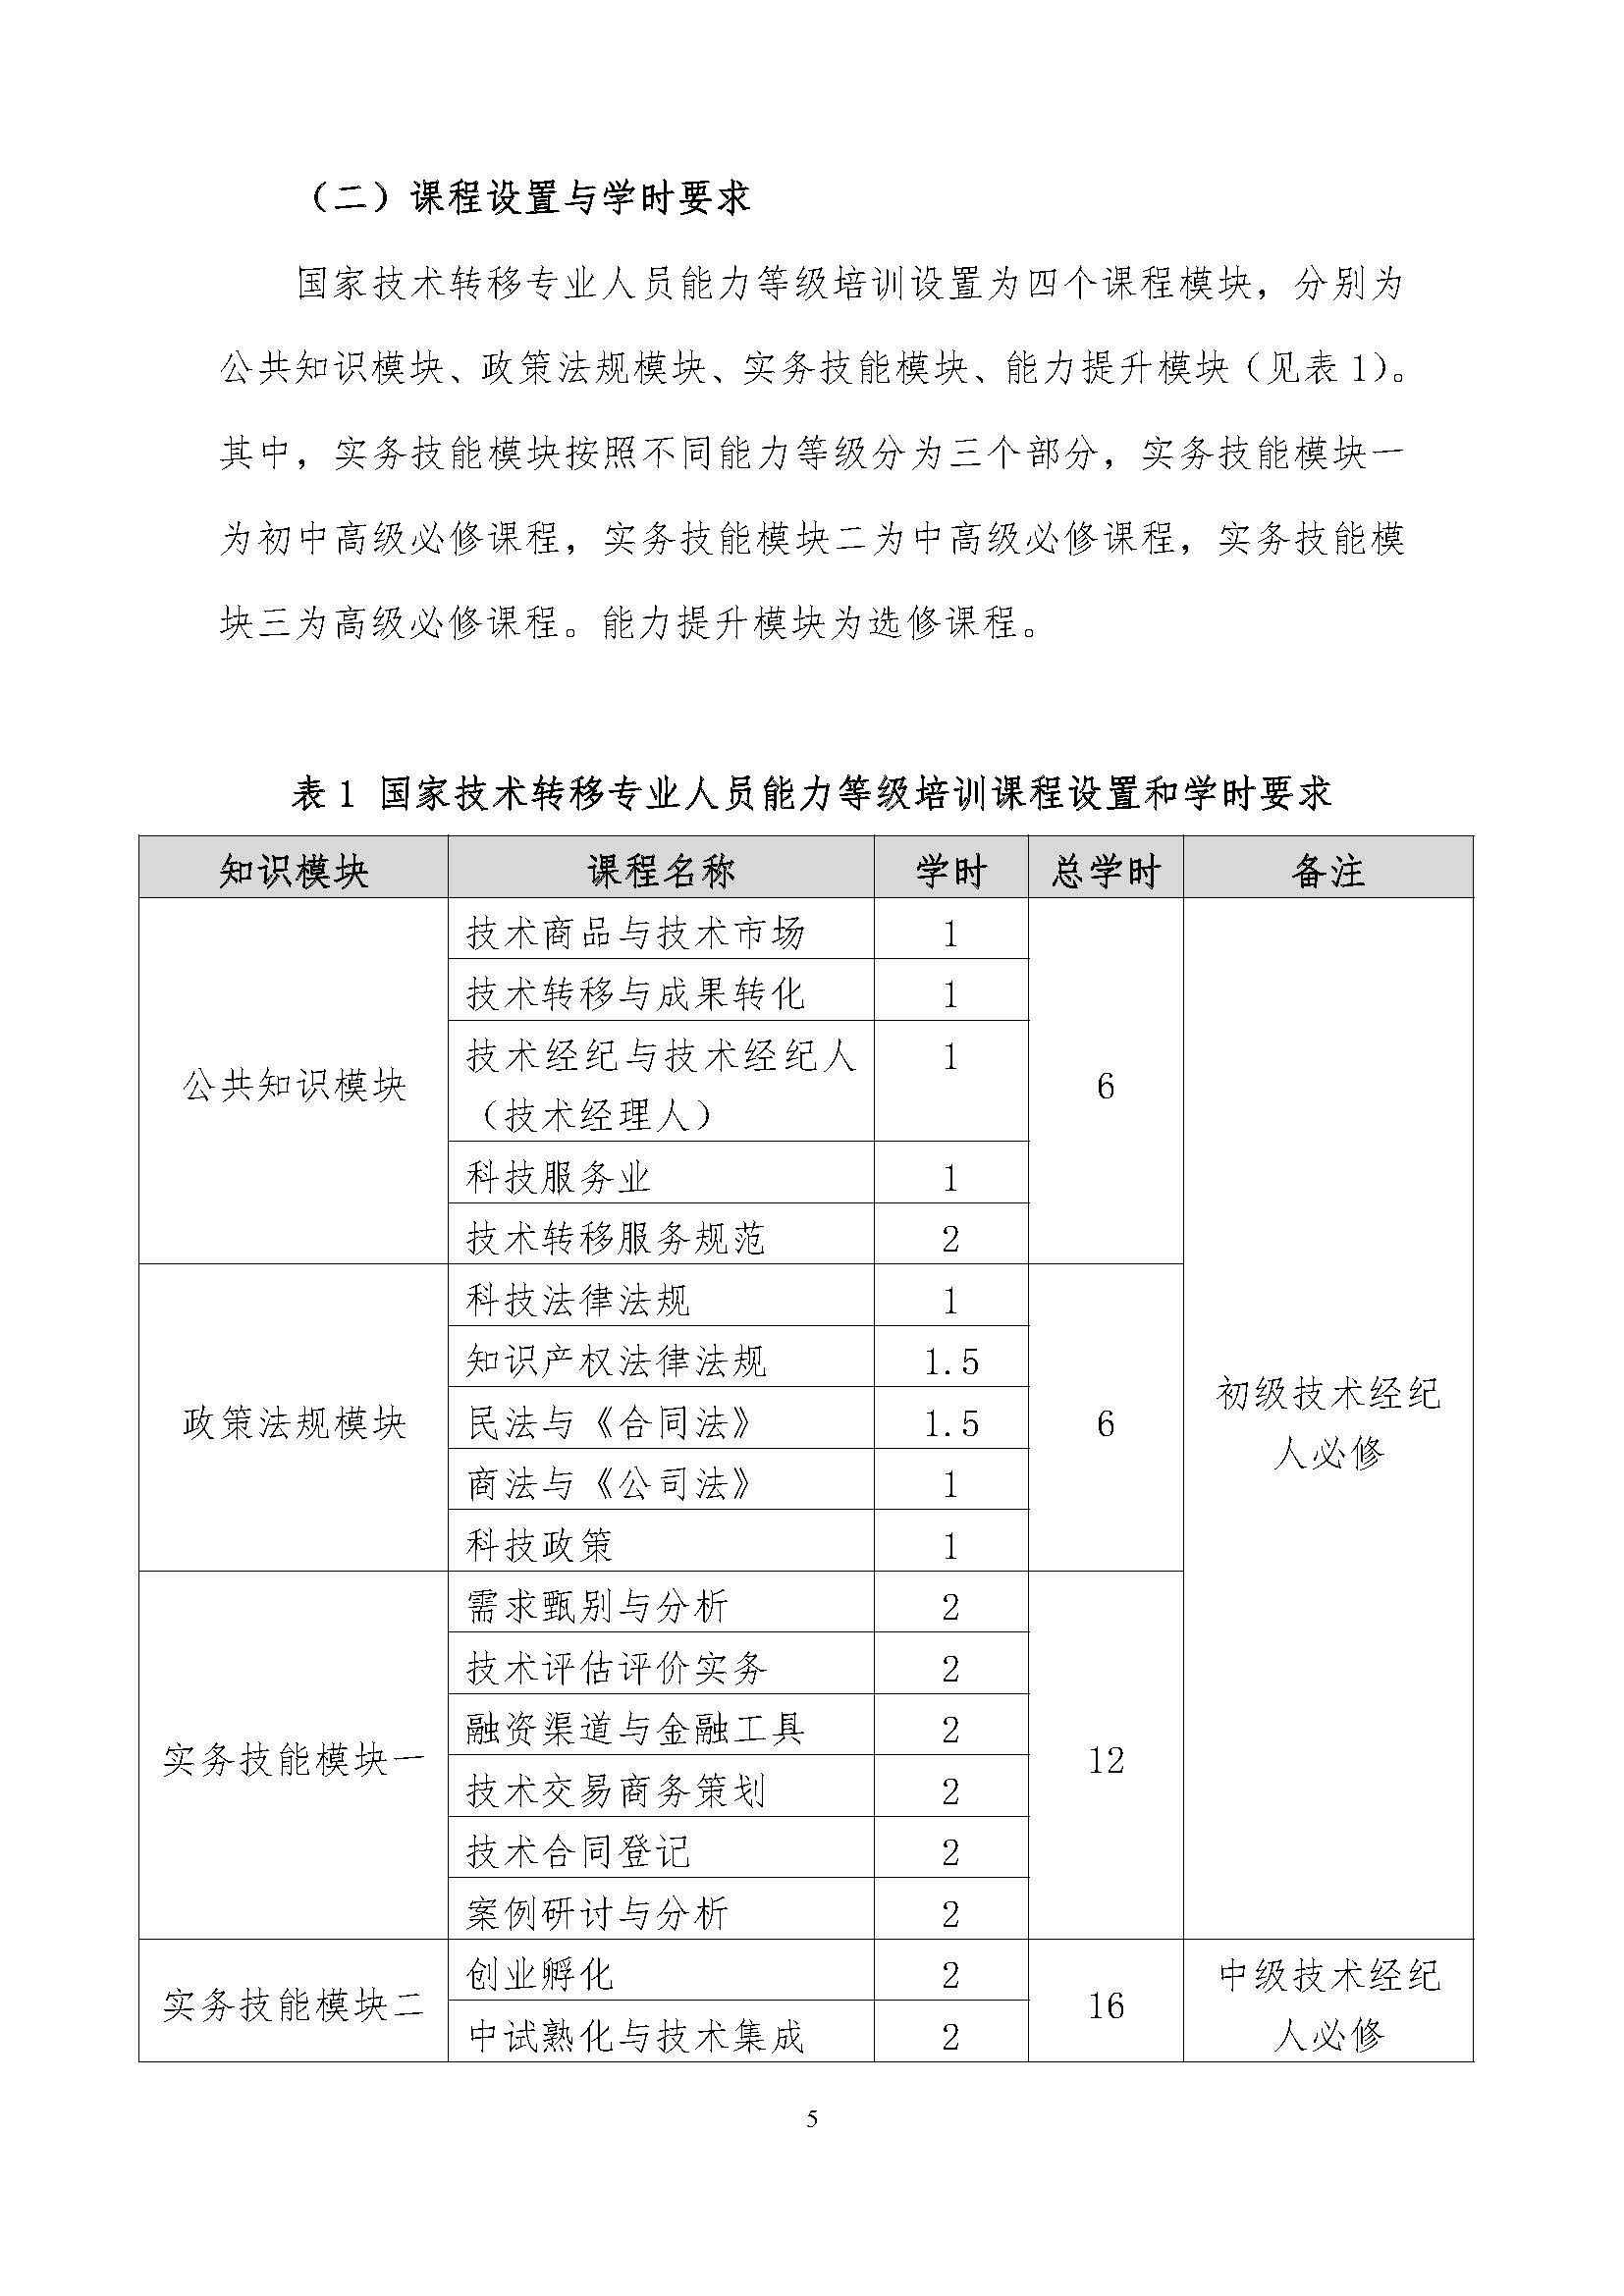 （二）课程设置与学时要求
国家技术转移专业人员能力等级培训设置为四个课程模块，分别为
公共知识模块、政策法规模块、实务技能模块、能力提升模块（见表1）。
其中，实务技能模块按照不同能力等级分为三个部分，实务技能模块一
为初中高级必修课程，实务技能模块二为中高级必修课程，实务技能模
块三为高级必修课程。能力提升模块为选修课程。
表1 国家技术转移专业人员能力等级培训课程设置和学时要求
知识模块 课程名称 学时 总学时 备注
公共知识模块
技术商品与技术市场 1
技术转移与成果转化 1
技术经纪与技术经纪人 1
（技术经理人）
科技服务业 1
技术转移服务规范 2
6
政策法规模块
科技法律法规 1
知识产权法律法规 1.5
民法与《合同法》 1.5
商法与《公司法》 1
科技政策 1
6
初级技术经纪
人必修
实务技能模块一
需求甄别与分析 2
技术评估评价实务 2
融资渠道与金融工具 2
技术交易商务策划 2
技术合同登记 2
案例研讨与分析 2
12
实务技能模块二
创业孵化 2
中试熟化与技术集成 2
16
中级技术经纪
人必修
5